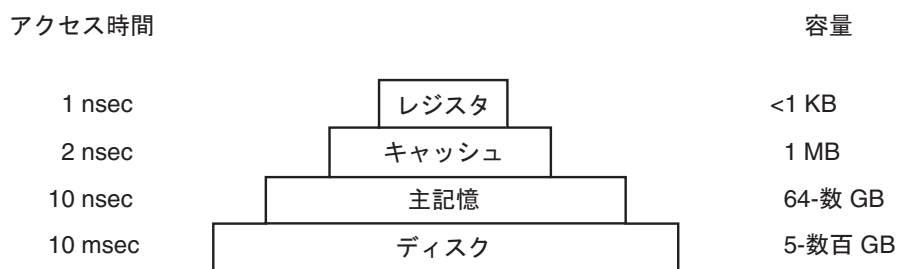 アクセス時間 容量
1 nsec レジスタ <1 KB
2 nsec キャッシュ 1 MB
10 nsec 主記憶 64-数 GB
10 msec ディスク 5-数百 GB